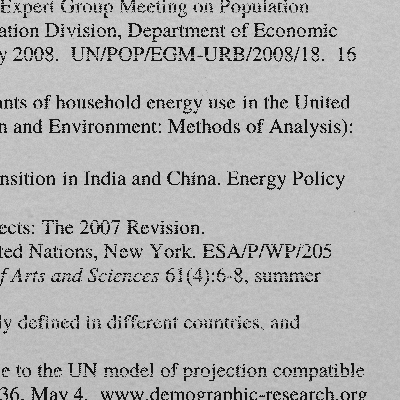 Expert Group Meeting on Population
ation Division, Department of Economic
y 2008. UN/POP/EGM-URB/2008/18. 16
ants of household energy use in the United
n and Environment: Methods of Analysis):
nsition in India and China. Energy Policy
ects: The 2007 Revision.
ted Nations, New York. ESA/P/WP/205
f Arts and Sciences 61(4):6-8, summer
ly defined in different countries, and
e to the UN model of projection compatible
36, May 4. www.demographic-research.org